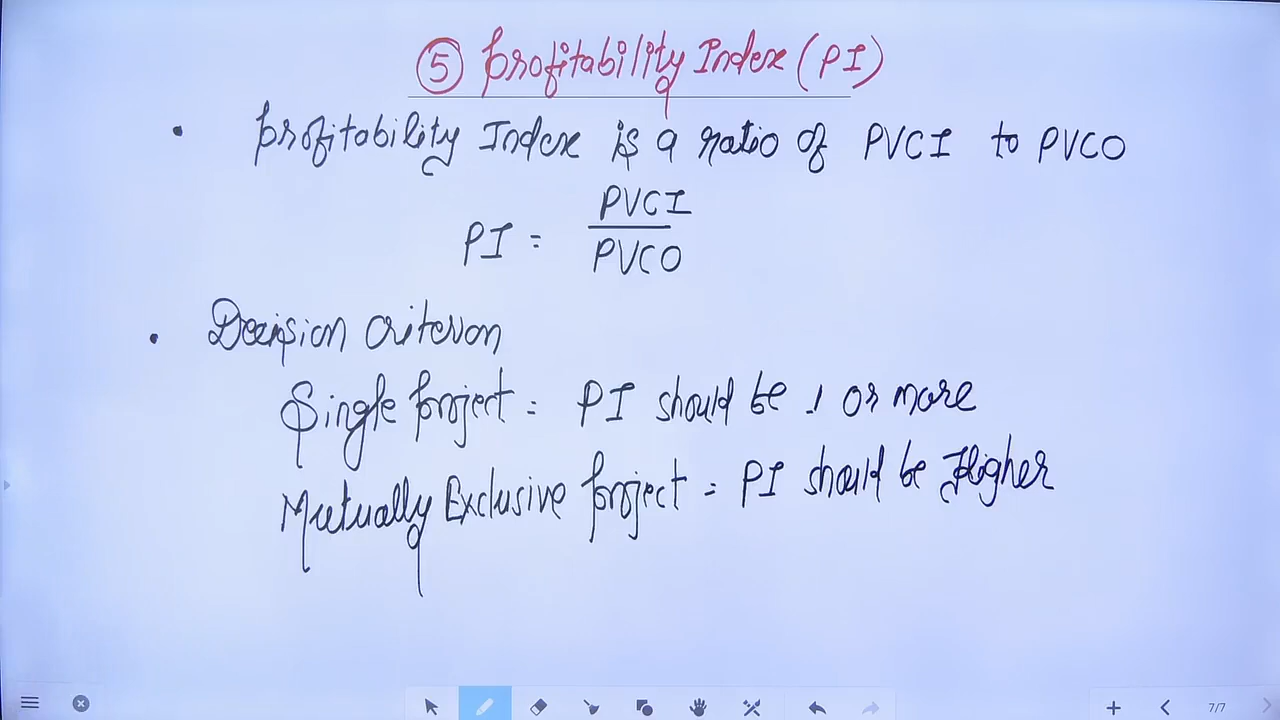 ⑤ Profitability Index (PI)
• Profitability Index is a ratio of PVCI to PVCO
PI = PVCI / PVCO
• Decision Criterion
Single Project = PI should be 1 or more
Mutually Exclusive Project = PI should be Higher
7/7